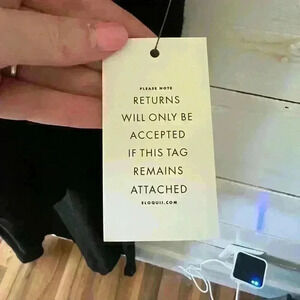 PLEASE NOTE
RETURNS
WILL ONLY BE
ACCEPTED
IF THIS TAG
REMAINS
ATTACHED
ELOQUII.COM